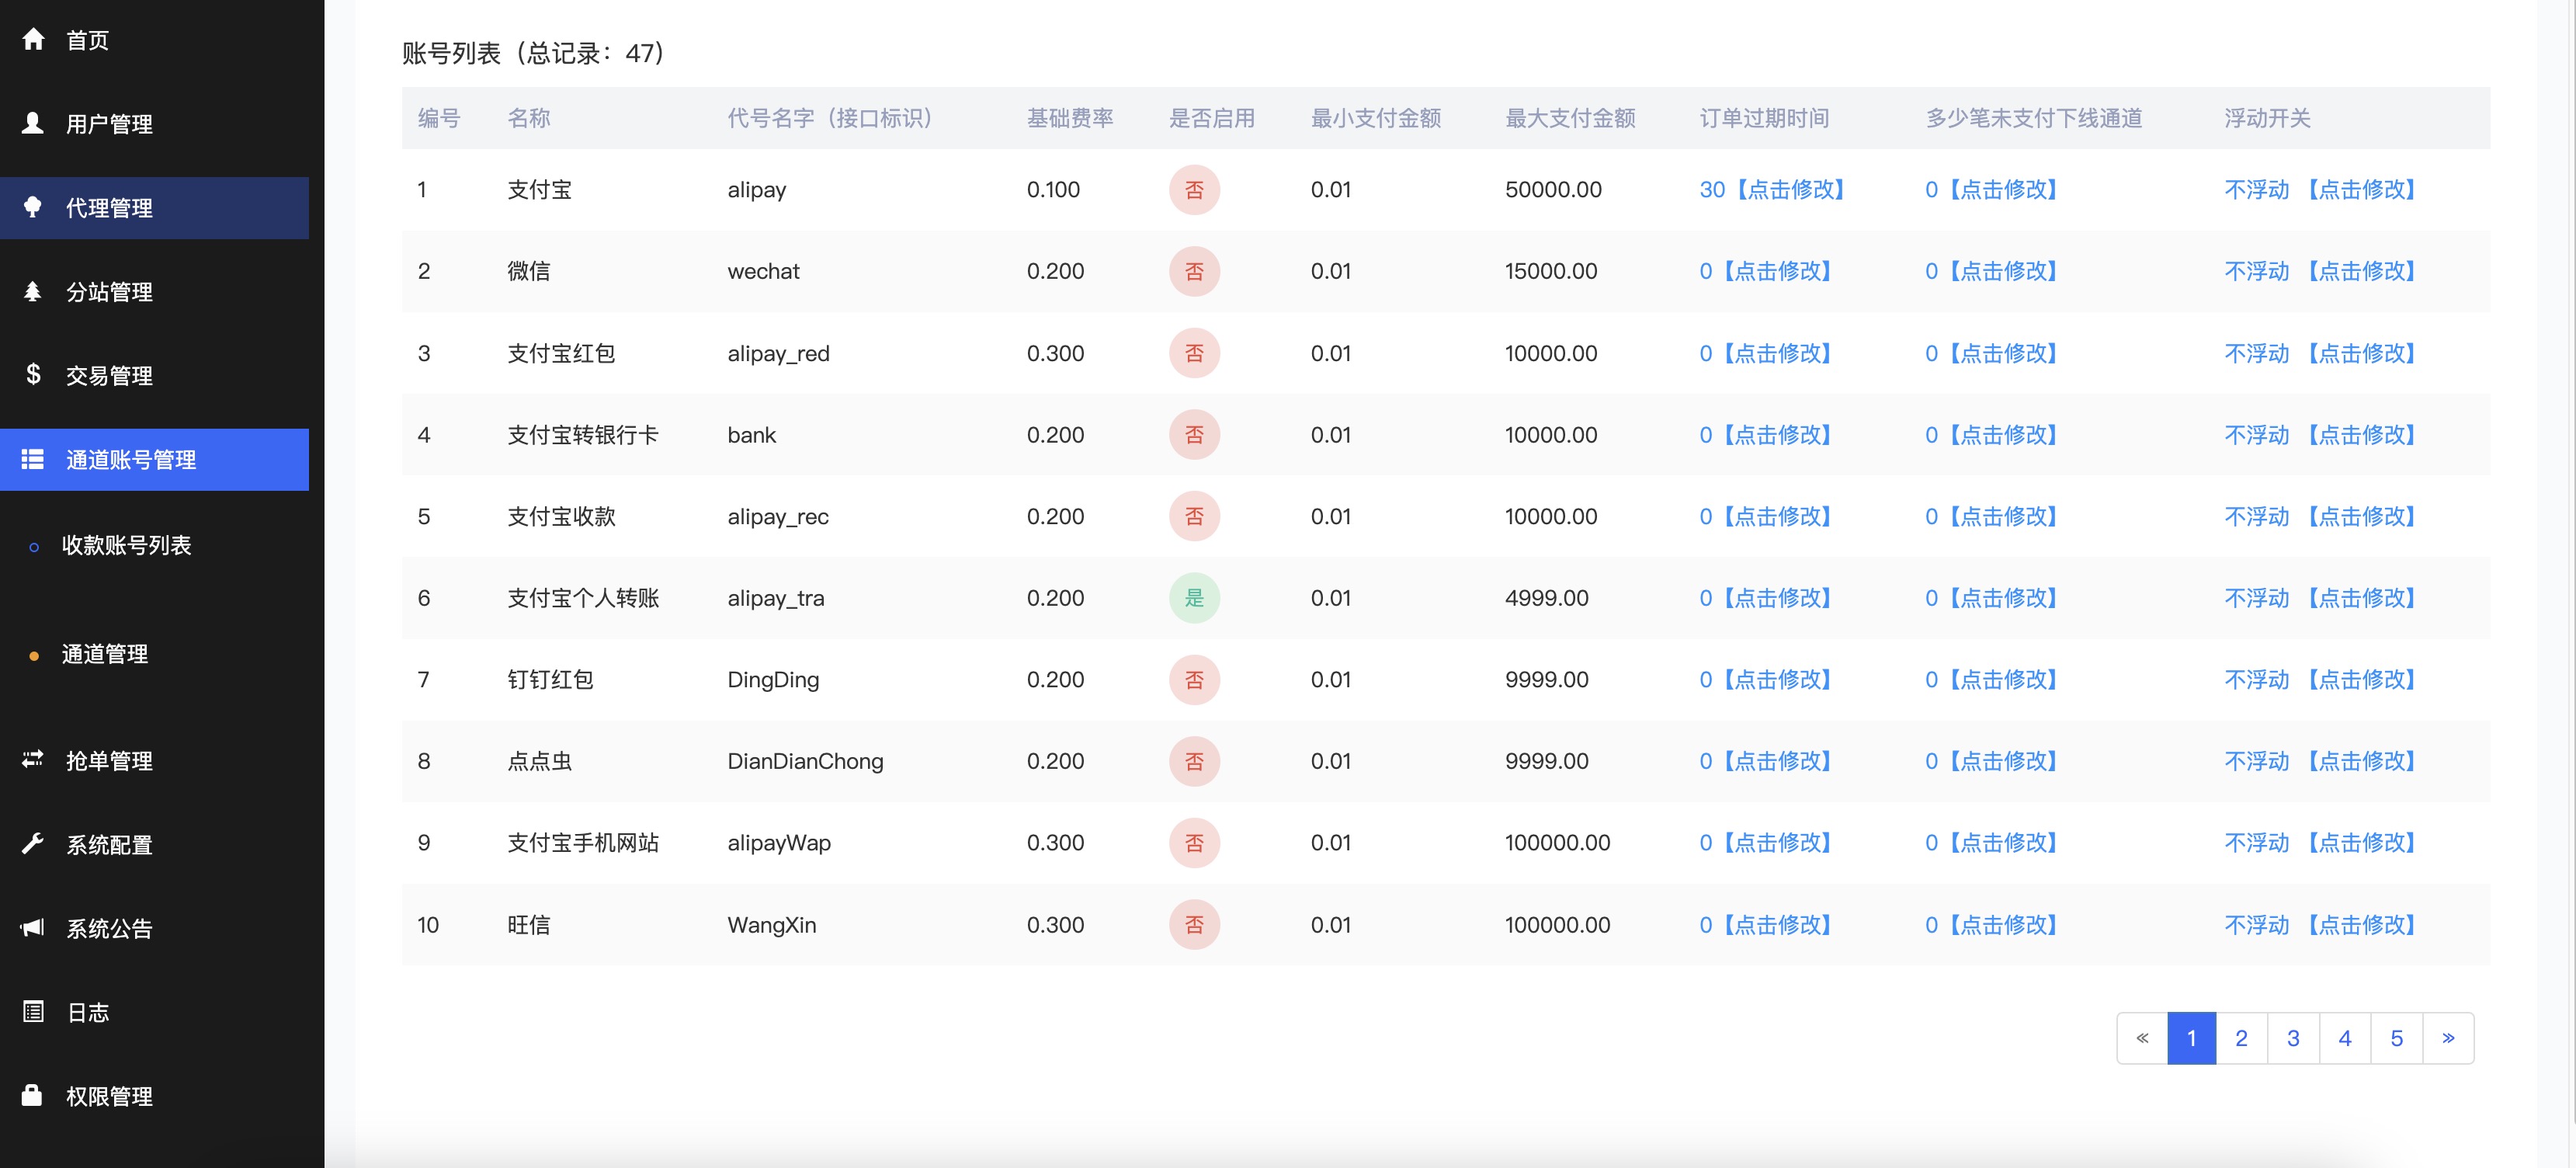 首页
用户管理
代理管理
分站管理
交易管理
通道账号管理
收款账号列表
通道管理
抢单管理
系统配置
系统公告
日志
权限管理
账号列表（总记录：47）
编号 名称 代号名字（接口标识） 基础费率 是否启用 最小支付金额 最大支付金额 订单过期时间 多少笔未支付下线通道 浮动开关
1 支付宝 alipay 0.100 否 0.01 50000.00 30【点击修改】 0【点击修改】 不浮动 【点击修改】
2 微信 wechat 0.200 否 0.01 15000.00 0【点击修改】 0【点击修改】 不浮动 【点击修改】
3 支付宝红包 alipay_red 0.300 否 0.01 10000.00 0【点击修改】 0【点击修改】 不浮动 【点击修改】
4 支付宝转银行卡 bank 0.200 否 0.01 10000.00 0【点击修改】 0【点击修改】 不浮动 【点击修改】
5 支付宝收款 alipay_rec 0.200 否 0.01 10000.00 0【点击修改】 0【点击修改】 不浮动 【点击修改】
6 支付宝个人转账 alipay_tra 0.200 是 0.01 4999.00 0【点击修改】 0【点击修改】 不浮动 【点击修改】
7 钉钉红包 DingDing 0.200 否 0.01 9999.00 0【点击修改】 0【点击修改】 不浮动 【点击修改】
8 点点虫 DianDianChong 0.200 否 0.01 9999.00 0【点击修改】 0【点击修改】 不浮动 【点击修改】
9 支付宝手机网站 alipayWap 0.300 否 0.01 100000.00 0【点击修改】 0【点击修改】 不浮动 【点击修改】
10 旺信 WangXin 0.300 否 0.01 100000.00 0【点击修改】 0【点击修改】 不浮动 【点击修改】
« 1 2 3 4 5 »